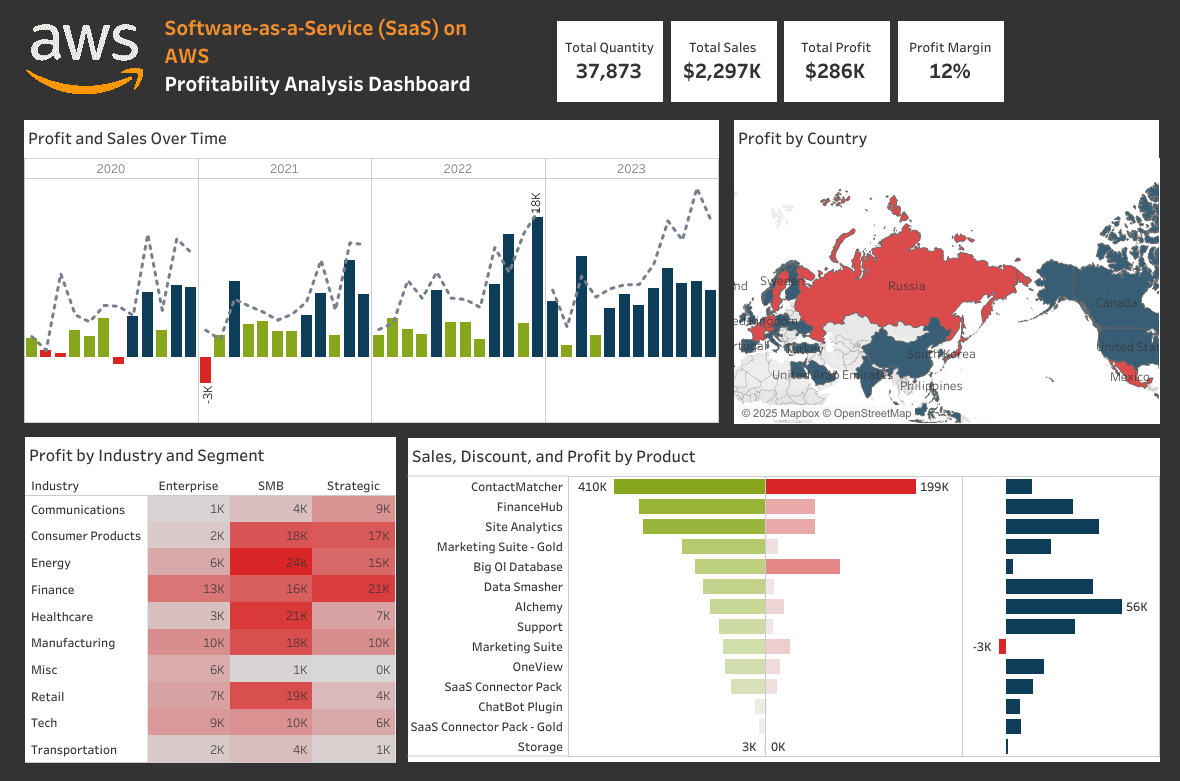 aws
Software-as-a-Service (SaaS) on
AWS
Profitability Analysis Dashboard
Total Quantity
37,873
Total Sales
$2,297K
Total Profit
$286K
Profit Margin
12%
Profit and Sales Over Time
2020 2021 2022 2023
18K
-3K
Profit by Country
Sweden
Russia
Canada
Turkey
South Korea
United Arab Emirates
Philippines
Mexico
© 2025 Mapbox © OpenStreetMap
Profit by Industry and Segment
Industry Enterprise SMB Strategic
Communications 1K 4K 9K
Consumer Products 2K 18K 17K
Energy 6K 24K 15K
Finance 13K 16K 21K
Healthcare 3K 21K 7K
Manufacturing 10K 18K 10K
Misc 6K 1K 0K
Retail 7K 19K 4K
Tech 9K 10K 6K
Transportation 2K 4K 1K
Sales, Discount, and Profit by Product
ContactMatcher 410K 199K
FinanceHub
Site Analytics
Marketing Suite - Gold
Big Ol Database
Data Smasher
Alchemy 56K
Support
Marketing Suite -3K
OneView
SaaS Connector Pack
ChatBot Plugin
SaaS Connector Pack - Gold
Storage 3K 0K